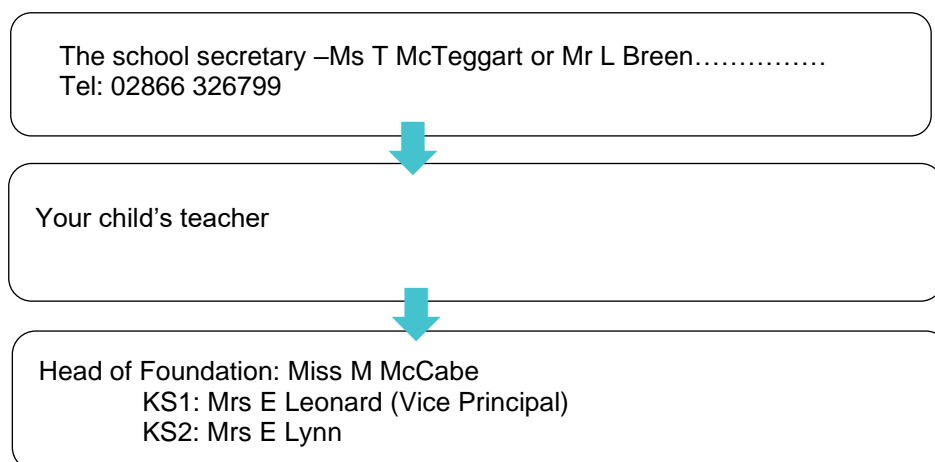 The school secretary –Ms T McTeggart or Mr L Breen……………
Tel: 02866 326799
Your child’s teacher
Head of Foundation: Miss M McCabe
KS1: Mrs E Leonard (Vice Principal)
KS2: Mrs E Lynn